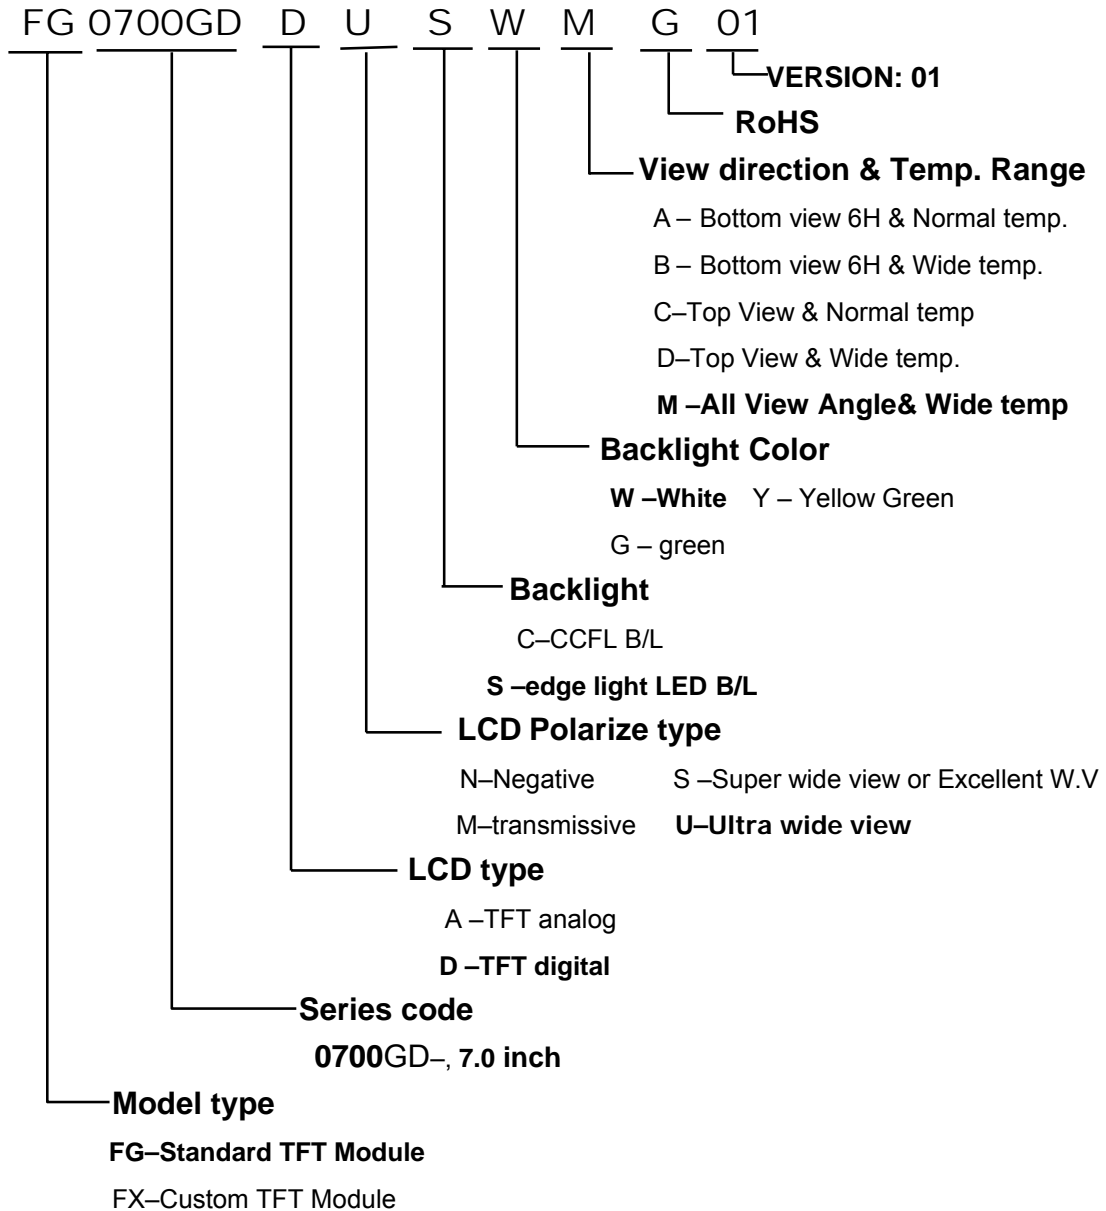 FG 0700GD D U S W M G 01
VERSION: 01
RoHS
View direction & Temp. Range
A – Bottom view 6H & Normal temp.
B – Bottom view 6H & Wide temp.
C–Top View & Normal temp
D–Top View & Wide temp.
M –All View Angle& Wide temp
Backlight Color
W –White Y – Yellow Green
G – green
Backlight
C–CCFL B/L
S –edge light LED B/L
LCD Polarize type
N–Negative S –Super wide view or Excellent W.V
M–transmissive U–Ultra wide view
LCD type
A –TFT analog
D –TFT digital
Series code
0700GD–, 7.0 inch
Model type
FG–Standard TFT Module
FX–Custom TFT Module